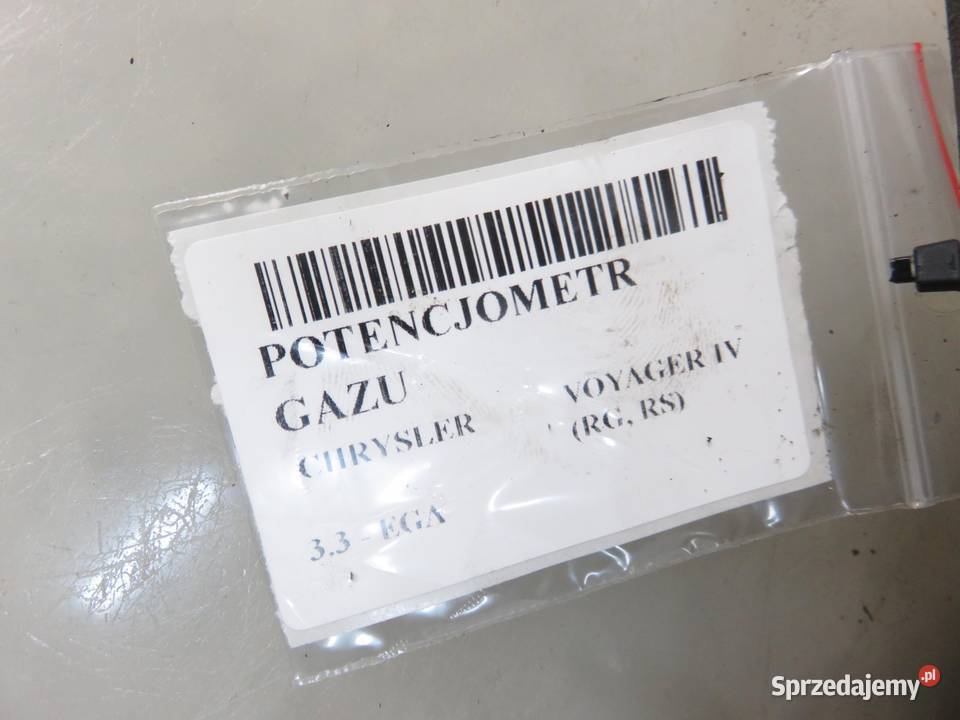 POTENCJOMETR
GAZU
CHRYSLER VOYAGER IV
(RG, RS)
3.3 - EGA
Sprzedajemy.pl